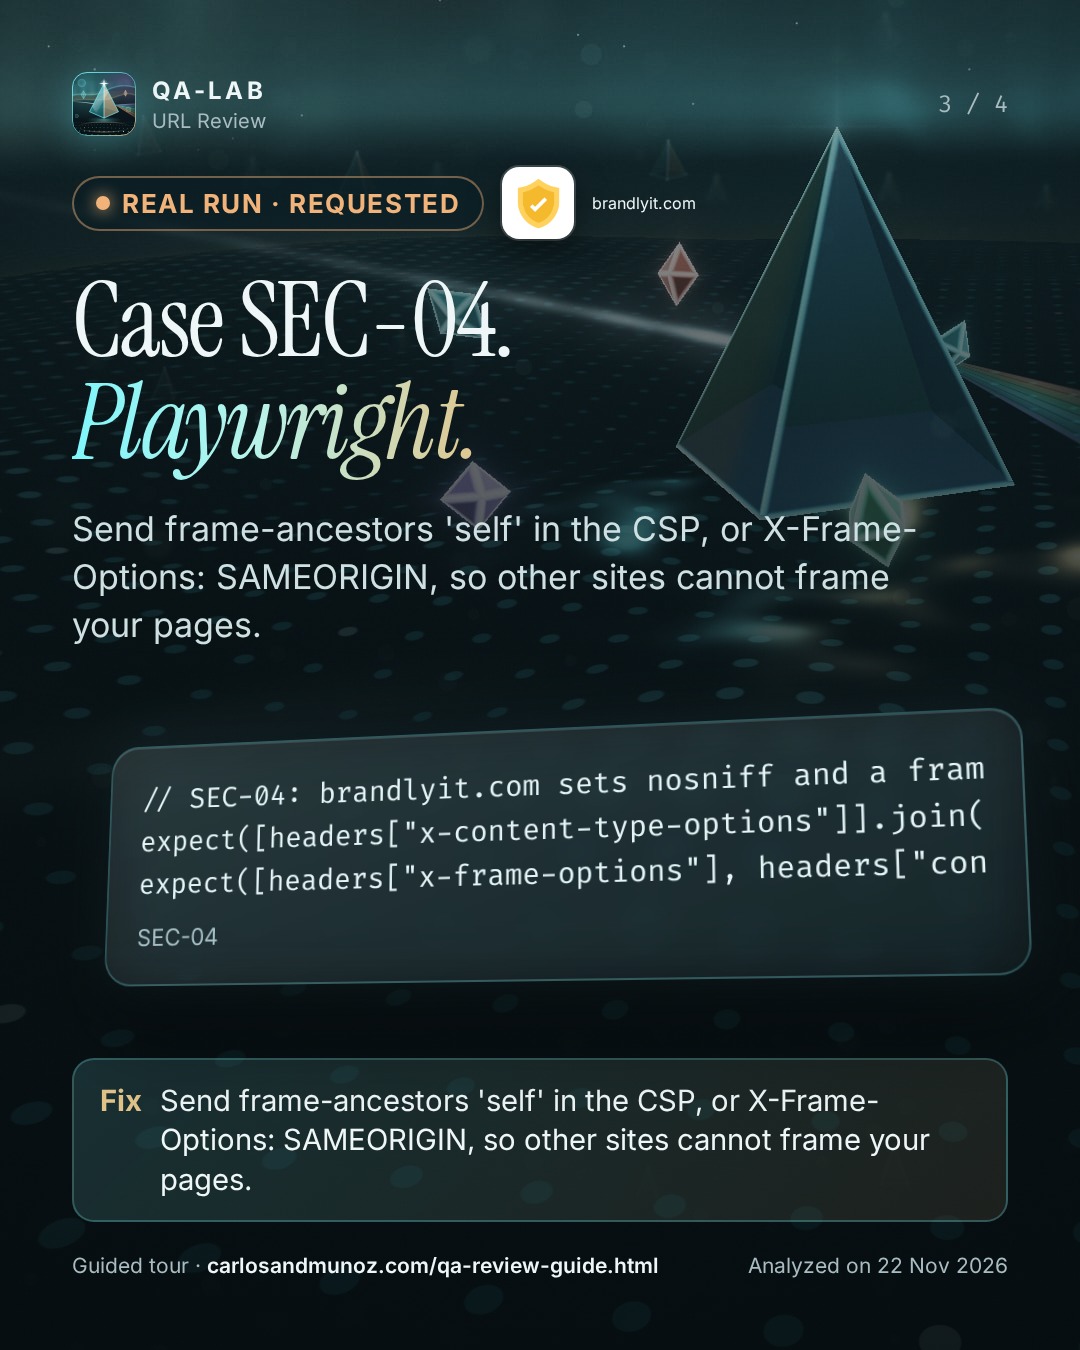 QA-LAB
URL Review
3 / 4
REAL RUN · REQUESTED
brandlyit.com
Case SEC-04.
Playwright.
Send frame-ancestors 'self' in the CSP, or X-Frame-
Options: SAMEORIGIN, so other sites cannot frame
your pages.
// SEC-04: brandlyit.com sets nosniff and a fram
expect([headers["x-content-type-options"]].join(
expect([headers["x-frame-options"], headers["con
SEC-04
Fix Send frame-ancestors 'self' in the CSP, or X-Frame-
Options: SAMEORIGIN, so other sites cannot frame your
pages.
Guided tour · carlosandmunoz.com/qa-review-guide.html
Analyzed on 22 Nov 2026